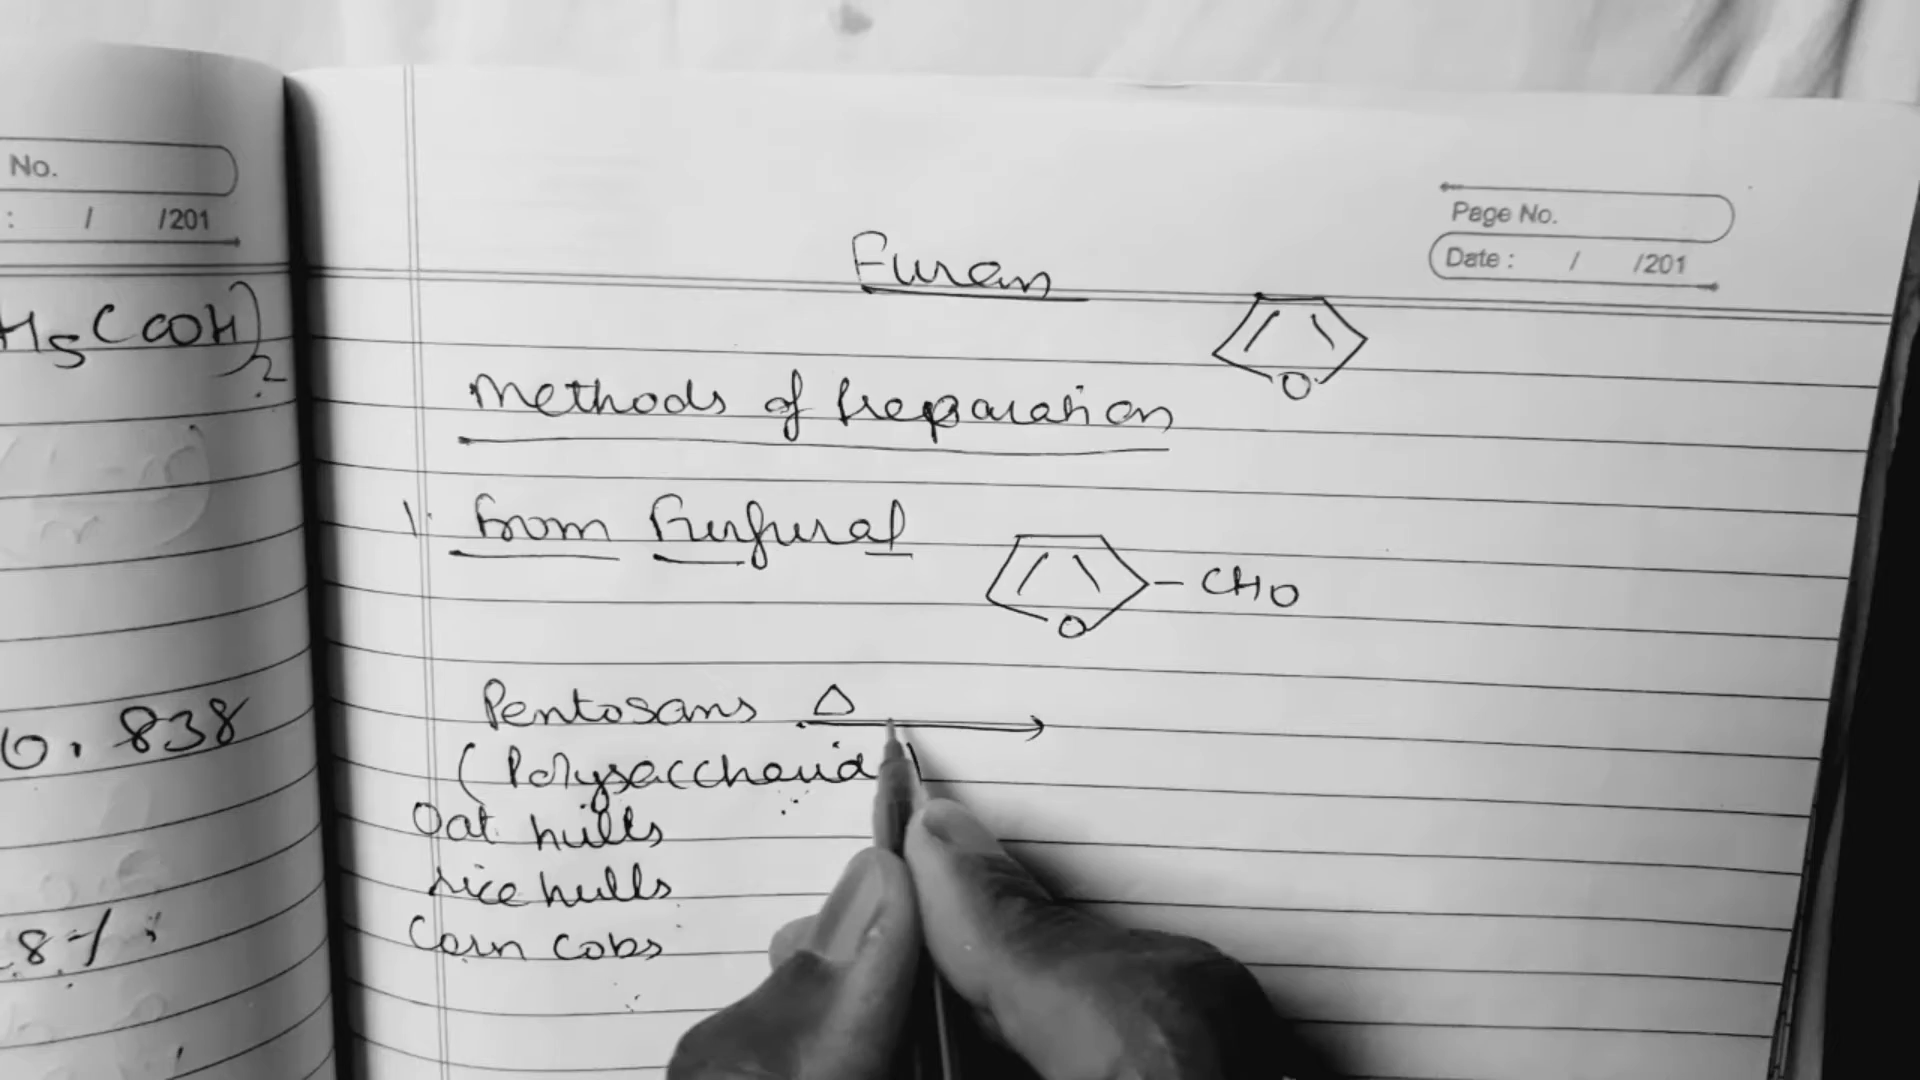 No.
: / /201
H5(COOH)2
0.838
8%
Page No.
Date : / /201
Furan
O
Methods of Preparation
1. From Furfural
O - CHO
Pentosans △ →
(Polysaccharid)
Oat hulls
rice hulls
Corn cobs